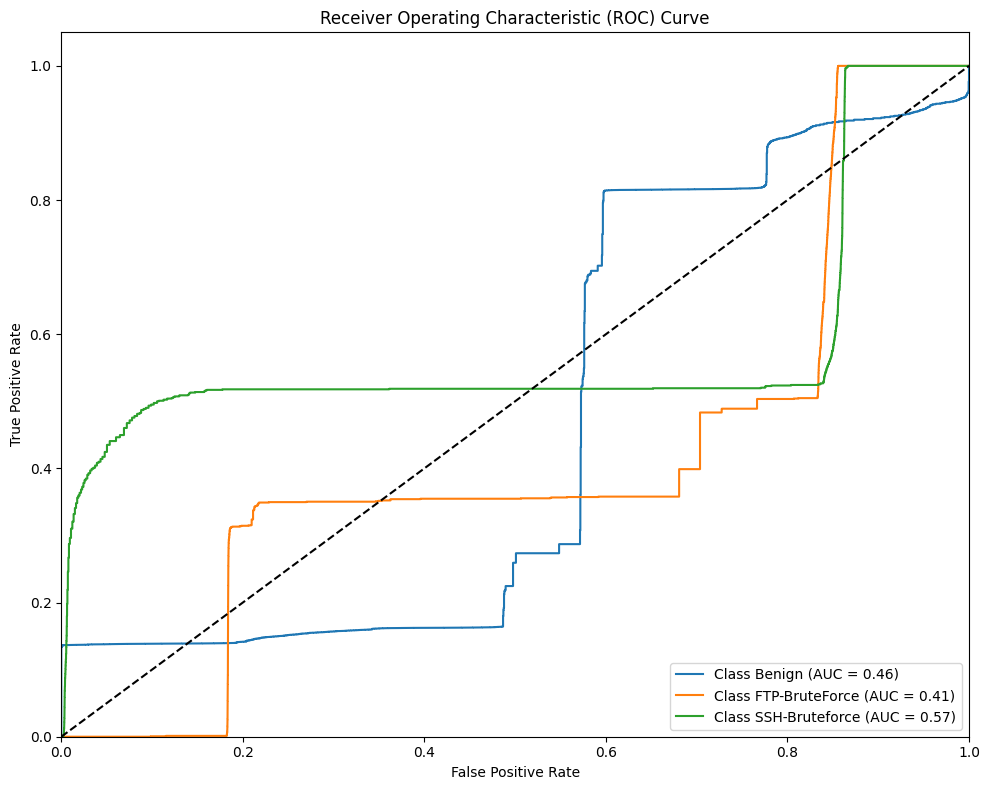 Receiver Operating Characteristic (ROC) Curve
True Positive Rate
1.0
0.8
0.6
0.4
0.2
0.0
Class Benign (AUC = 0.46)
Class FTP-BruteForce (AUC = 0.41)
Class SSH-Bruteforce (AUC = 0.57)
0.0 0.2 0.4 0.6 0.8 1.0
False Positive Rate